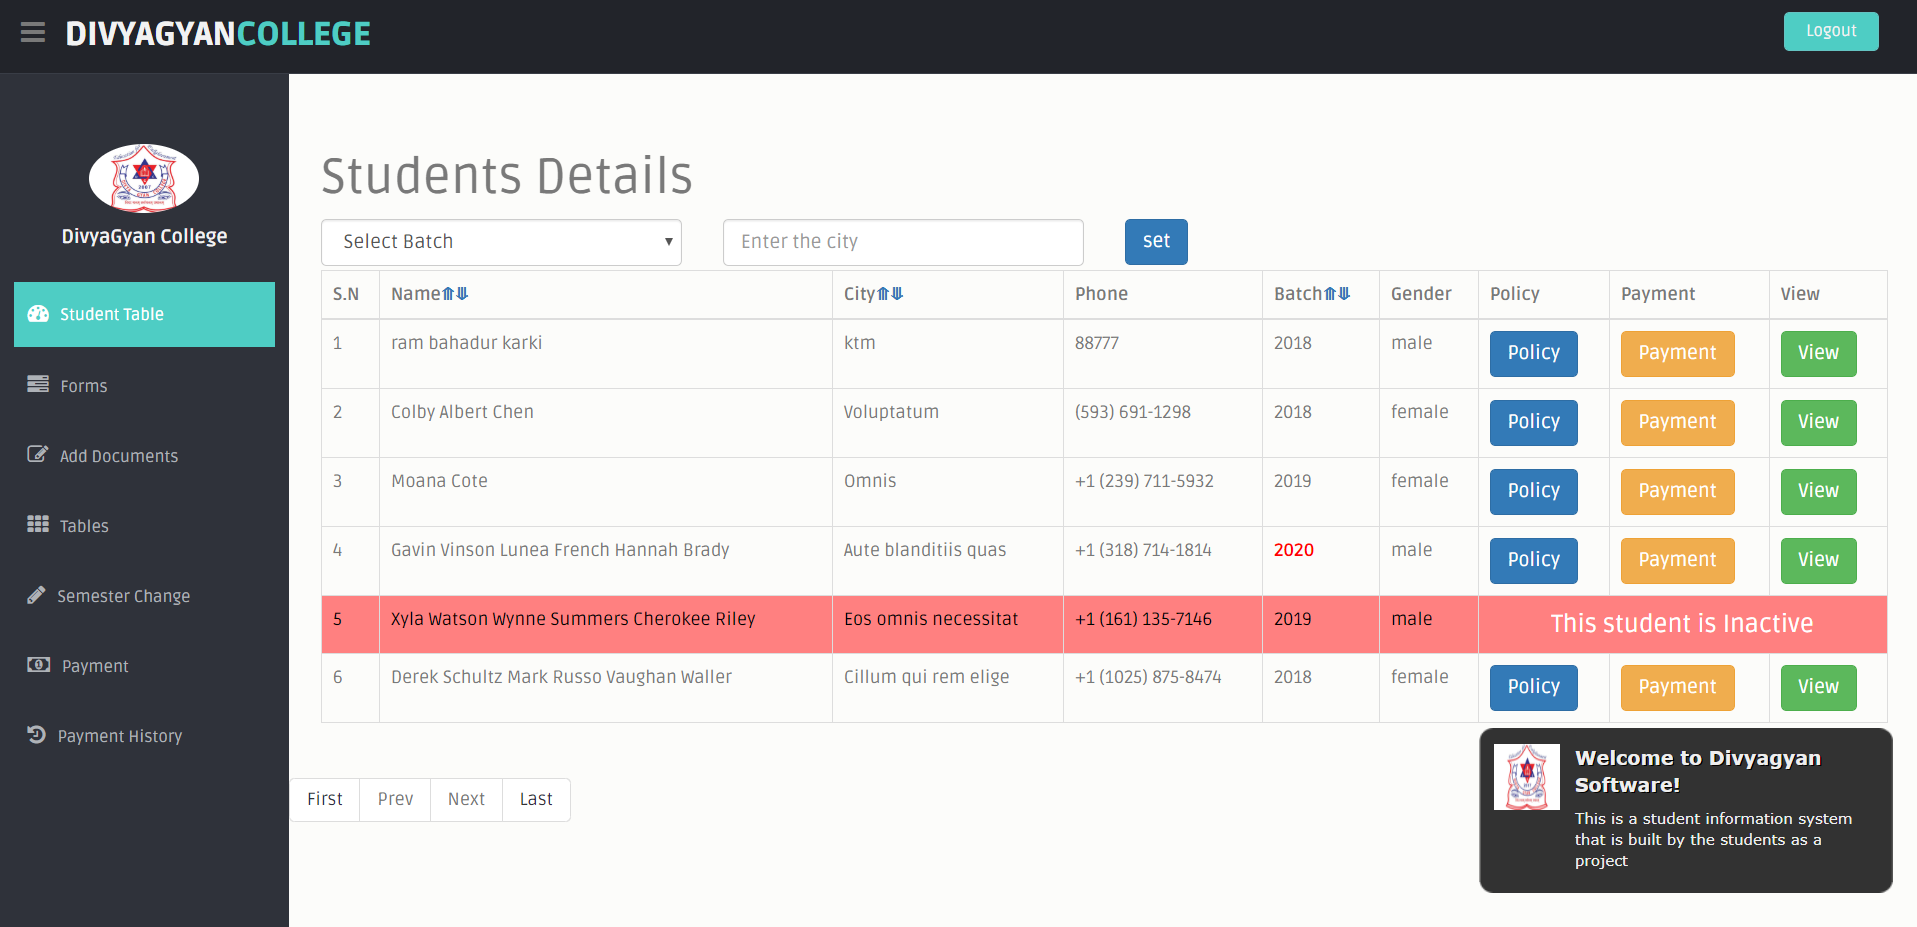 DIVYAGYANCOLLEGE
Logout
2007
DivyaGyan College
Student Table
Forms
Add Documents
Tables
Semester Change
Payment
Payment History
Students Details
Select Batch
Enter the city
set
S.N Name City Phone Batch Gender Policy Payment View
1 ram bahadur karki ktm 88777 2018 male Policy Payment View
2 Colby Albert Chen Voluptatum (593) 691-1298 2018 female Policy Payment View
3 Moana Cote Omnis +1 (239) 711-5932 2019 female Policy Payment View
4 Gavin Vinson Lunea French Hannah Brady Aute blanditiis quas +1 (318) 714-1814 2020 male Policy Payment View
5 Xyla Watson Wynne Summers Cherokee Riley Eos omnis necessitat +1 (161) 135-7146 2019 male This student is Inactive
6 Derek Schultz Mark Russo Vaughan Waller Cillum qui rem elige +1 (1025) 875-8474 2018 female Policy Payment View
First Prev Next Last
Welcome to Divyagyan
Software!
This is a student information system
that is built by the students as a
project